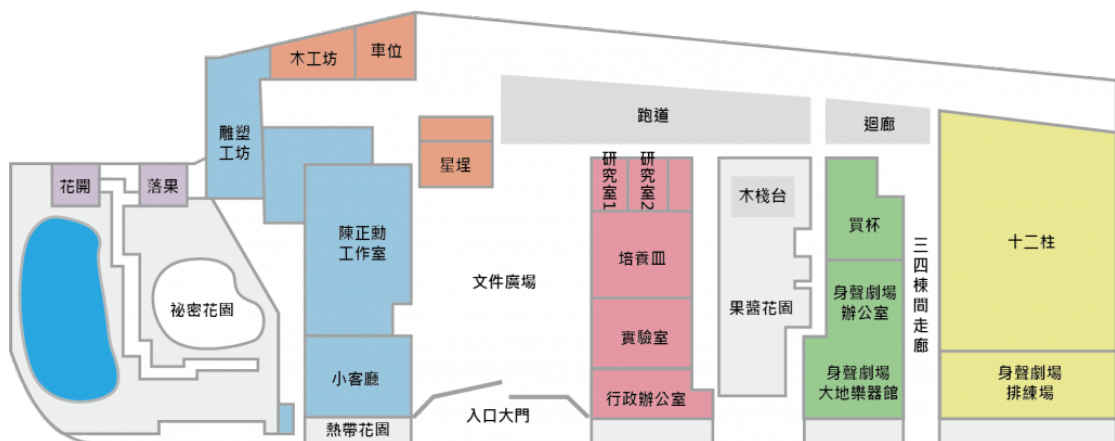 木工坊
車位
雕塑
工坊
星埕
跑道
迴廊
花開
落果
祕密花園
陳正勳
工作室
小客廳
熱帶花園
文件廣場
入口大門
研究室1
研究室2
培養皿
實驗室
行政辦公室
木棧台
果醬花園
買杯
身聲劇場
辦公室
身聲劇場
大地樂器館
三四棟間走廊
十二柱
身聲劇場
排練場